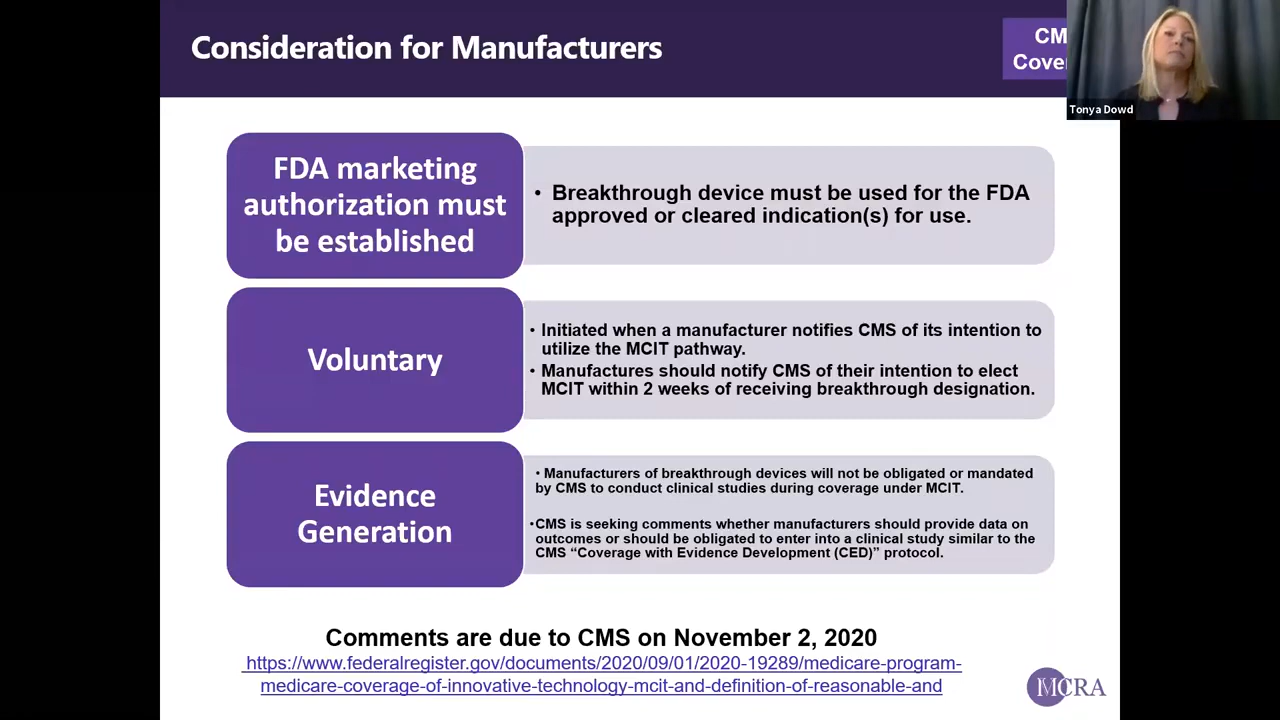 Consideration for Manufacturers
CM
Cover
Tonya Dowd
FDA marketing
authorization must
be established
• Breakthrough device must be used for the FDA
approved or cleared indication(s) for use.
Voluntary
• Initiated when a manufacturer notifies CMS of its intention to
utilize the MCIT pathway.
• Manufactures should notify CMS of their intention to elect
MCIT within 2 weeks of receiving breakthrough designation.
Evidence
Generation
• Manufacturers of breakthrough devices will not be obligated or mandated
by CMS to conduct clinical studies during coverage under MCIT.
•CMS is seeking comments whether manufacturers should provide data on
outcomes or should be obligated to enter into a clinical study similar to the
CMS “Coverage with Evidence Development (CED)” protocol.
Comments are due to CMS on November 2, 2020
https://www.federalregister.gov/documents/2020/09/01/2020-19289/medicare-program-
medicare-coverage-of-innovative-technology-mcit-and-definition-of-reasonable-and
MCRA